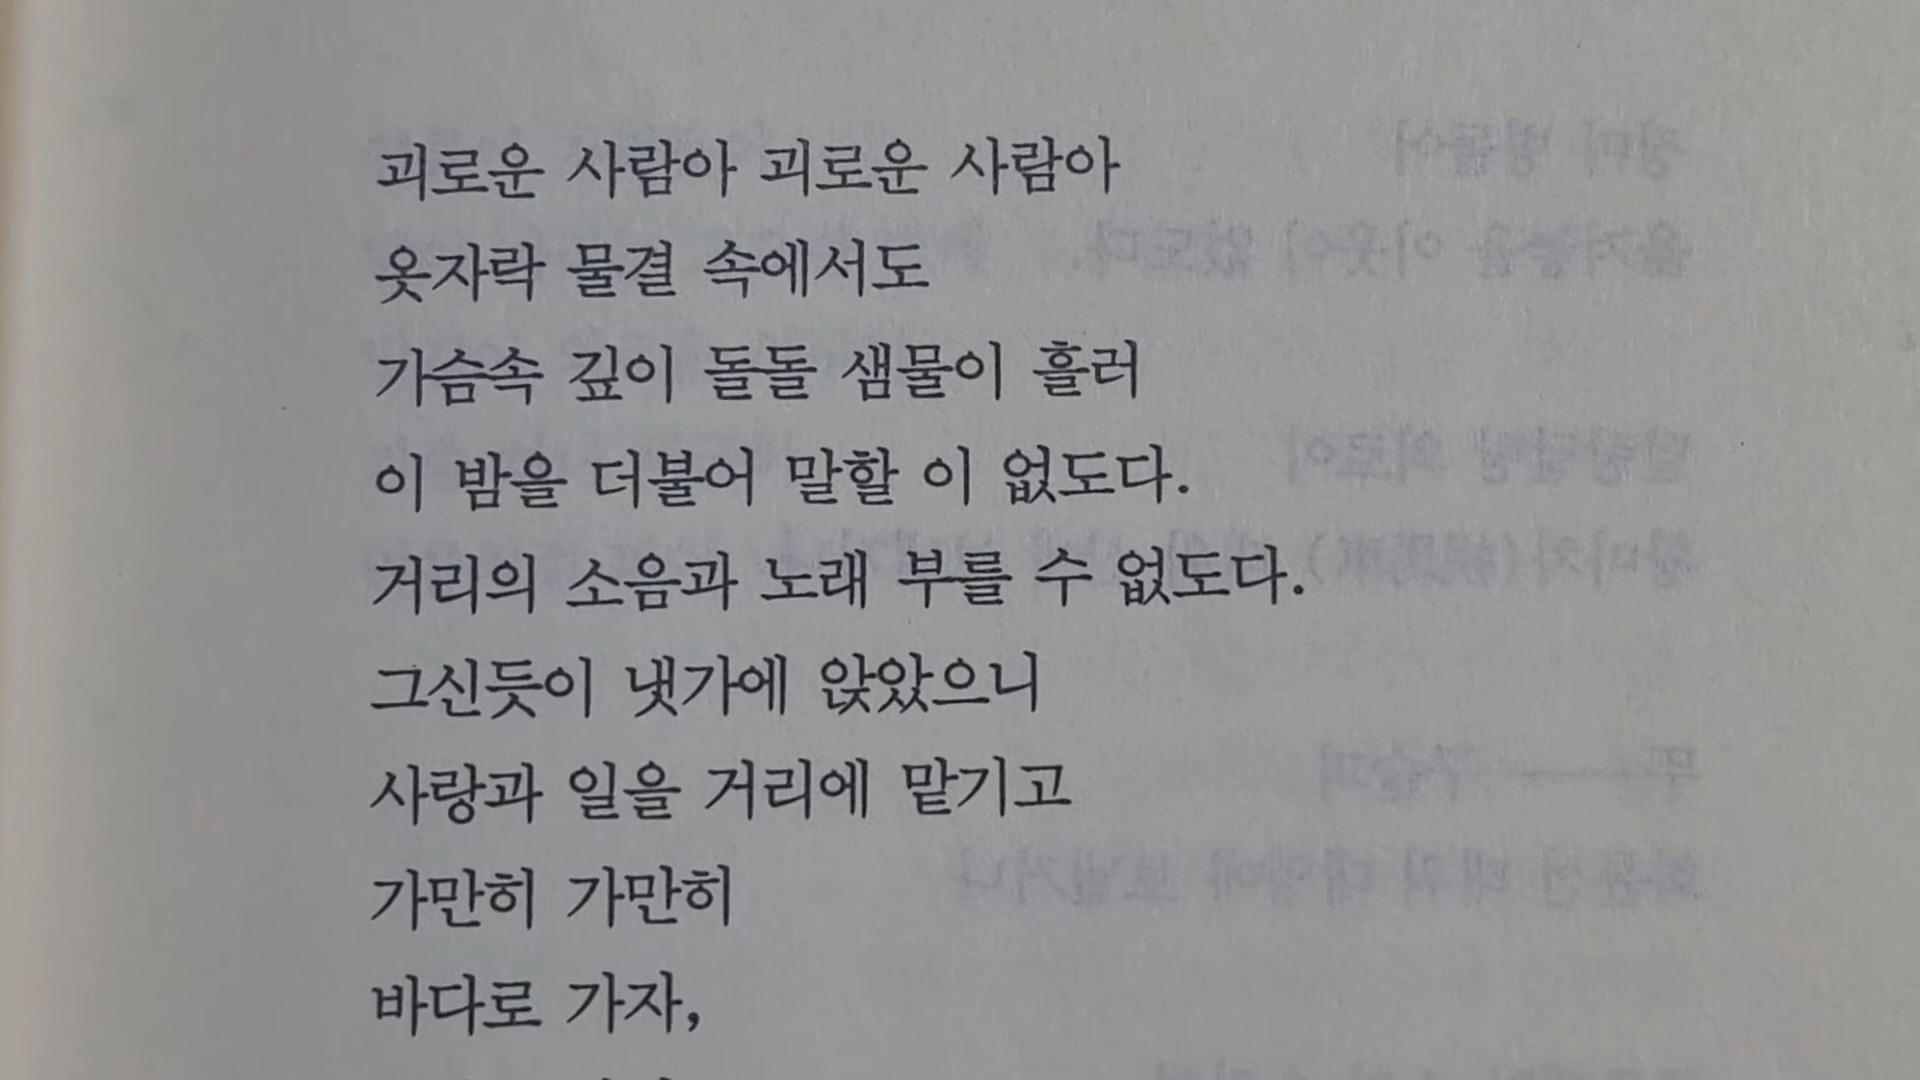 괴로운 사람아 괴로운 사람아
옷자락 물결 속에서도
가슴속 깊이 돌돌 샘물이 흘러
이 밤을 더불어 말할 이 없도다.
거리의 소음과 노래 부를 수 없도다.
그신듯이 냇가에 앉았으니
사랑과 일을 거리에 맡기고
가만히 가만히
바다로 가자,